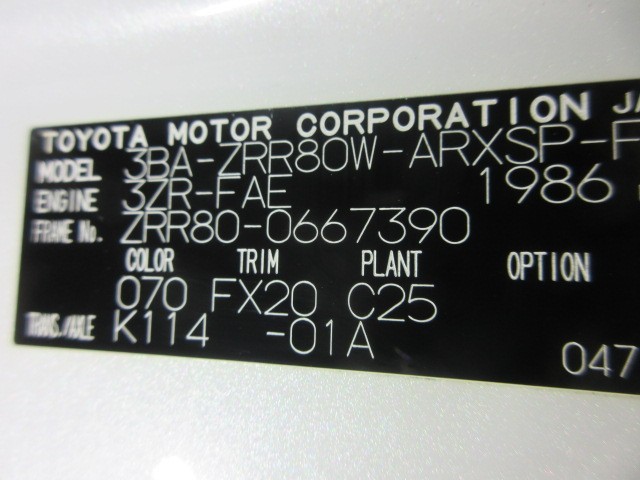 TOYOTA MOTOR CORPORATION JA
MODEL 3BA-ZRR80W-ARXSP-F
ENGINE 3ZR-FAE 1986
FRAME No. ZRR80-0667390
COLOR TRIM PLANT OPTION
070 FX20 C25
TRANS./AXLE K114 -01A
047